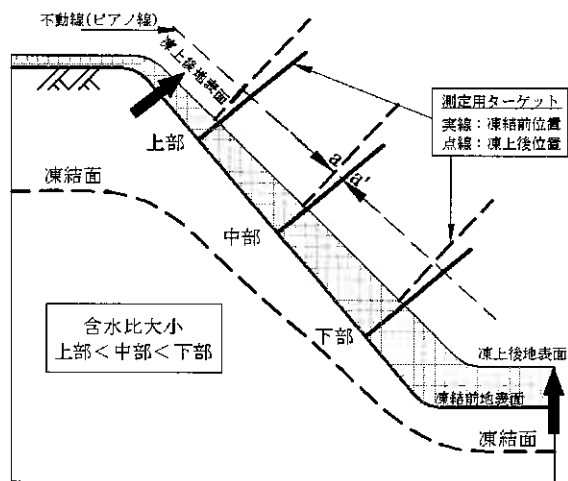 不動線(ピアノ線)
凍上後地表面
測定用ターゲット
実線：凍結前位置
点線：凍上後位置
上部
a
a'
凍結面
中部
含水比大小
上部＜中部＜下部
下部
凍上後地表面
凍結前地表面
凍結面